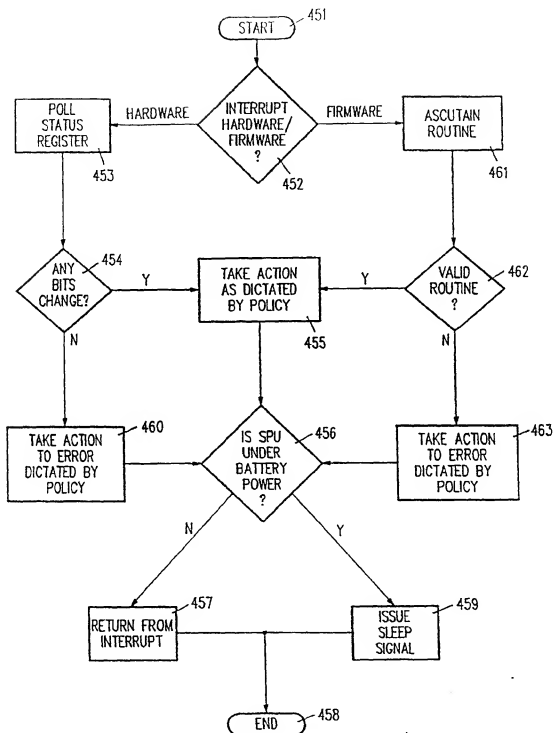 START
451
INTERRUPT
HARDWARE/
FIRMWARE
?
452
HARDWARE
FIRMWARE
POLL
STATUS
REGISTER
453
ASCUTAIN
ROUTINE
461
ANY
BITS
CHANGE?
454
Y
N
TAKE ACTION
AS DICTATED
BY POLICY
455
VALID
ROUTINE
?
462
Y
N
TAKE ACTION
TO ERROR
DICTATED BY
POLICY
460
IS SPU
UNDER
BATTERY
POWER
?
456
TAKE ACTION
TO ERROR
DICTATED BY
POLICY
463
N
Y
RETURN FROM
INTERRUPT
457
ISSUE
SLEEP
SIGNAL
459
END
458